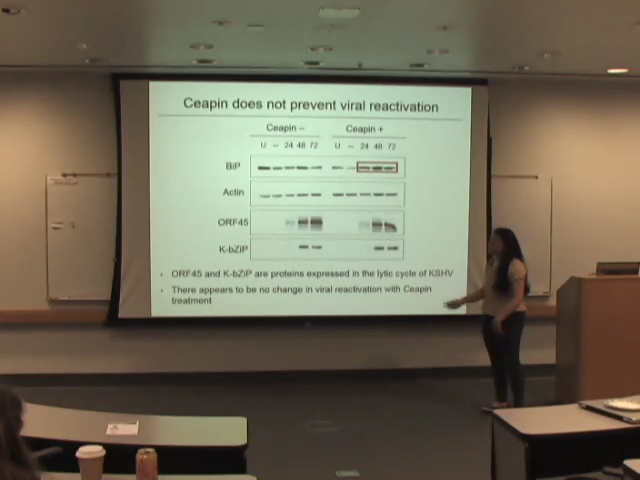 Ceapin does not prevent viral reactivation
Ceapin – Ceapin +
U – 24 48 72 U – 24 48 72
BiP
Actin
ORF45
K-bZiP
• ORF45 and K-bZiP are proteins expressed in the lytic cycle of KSHV
• There appears to be no change in viral reactivation with Ceapin
treatment